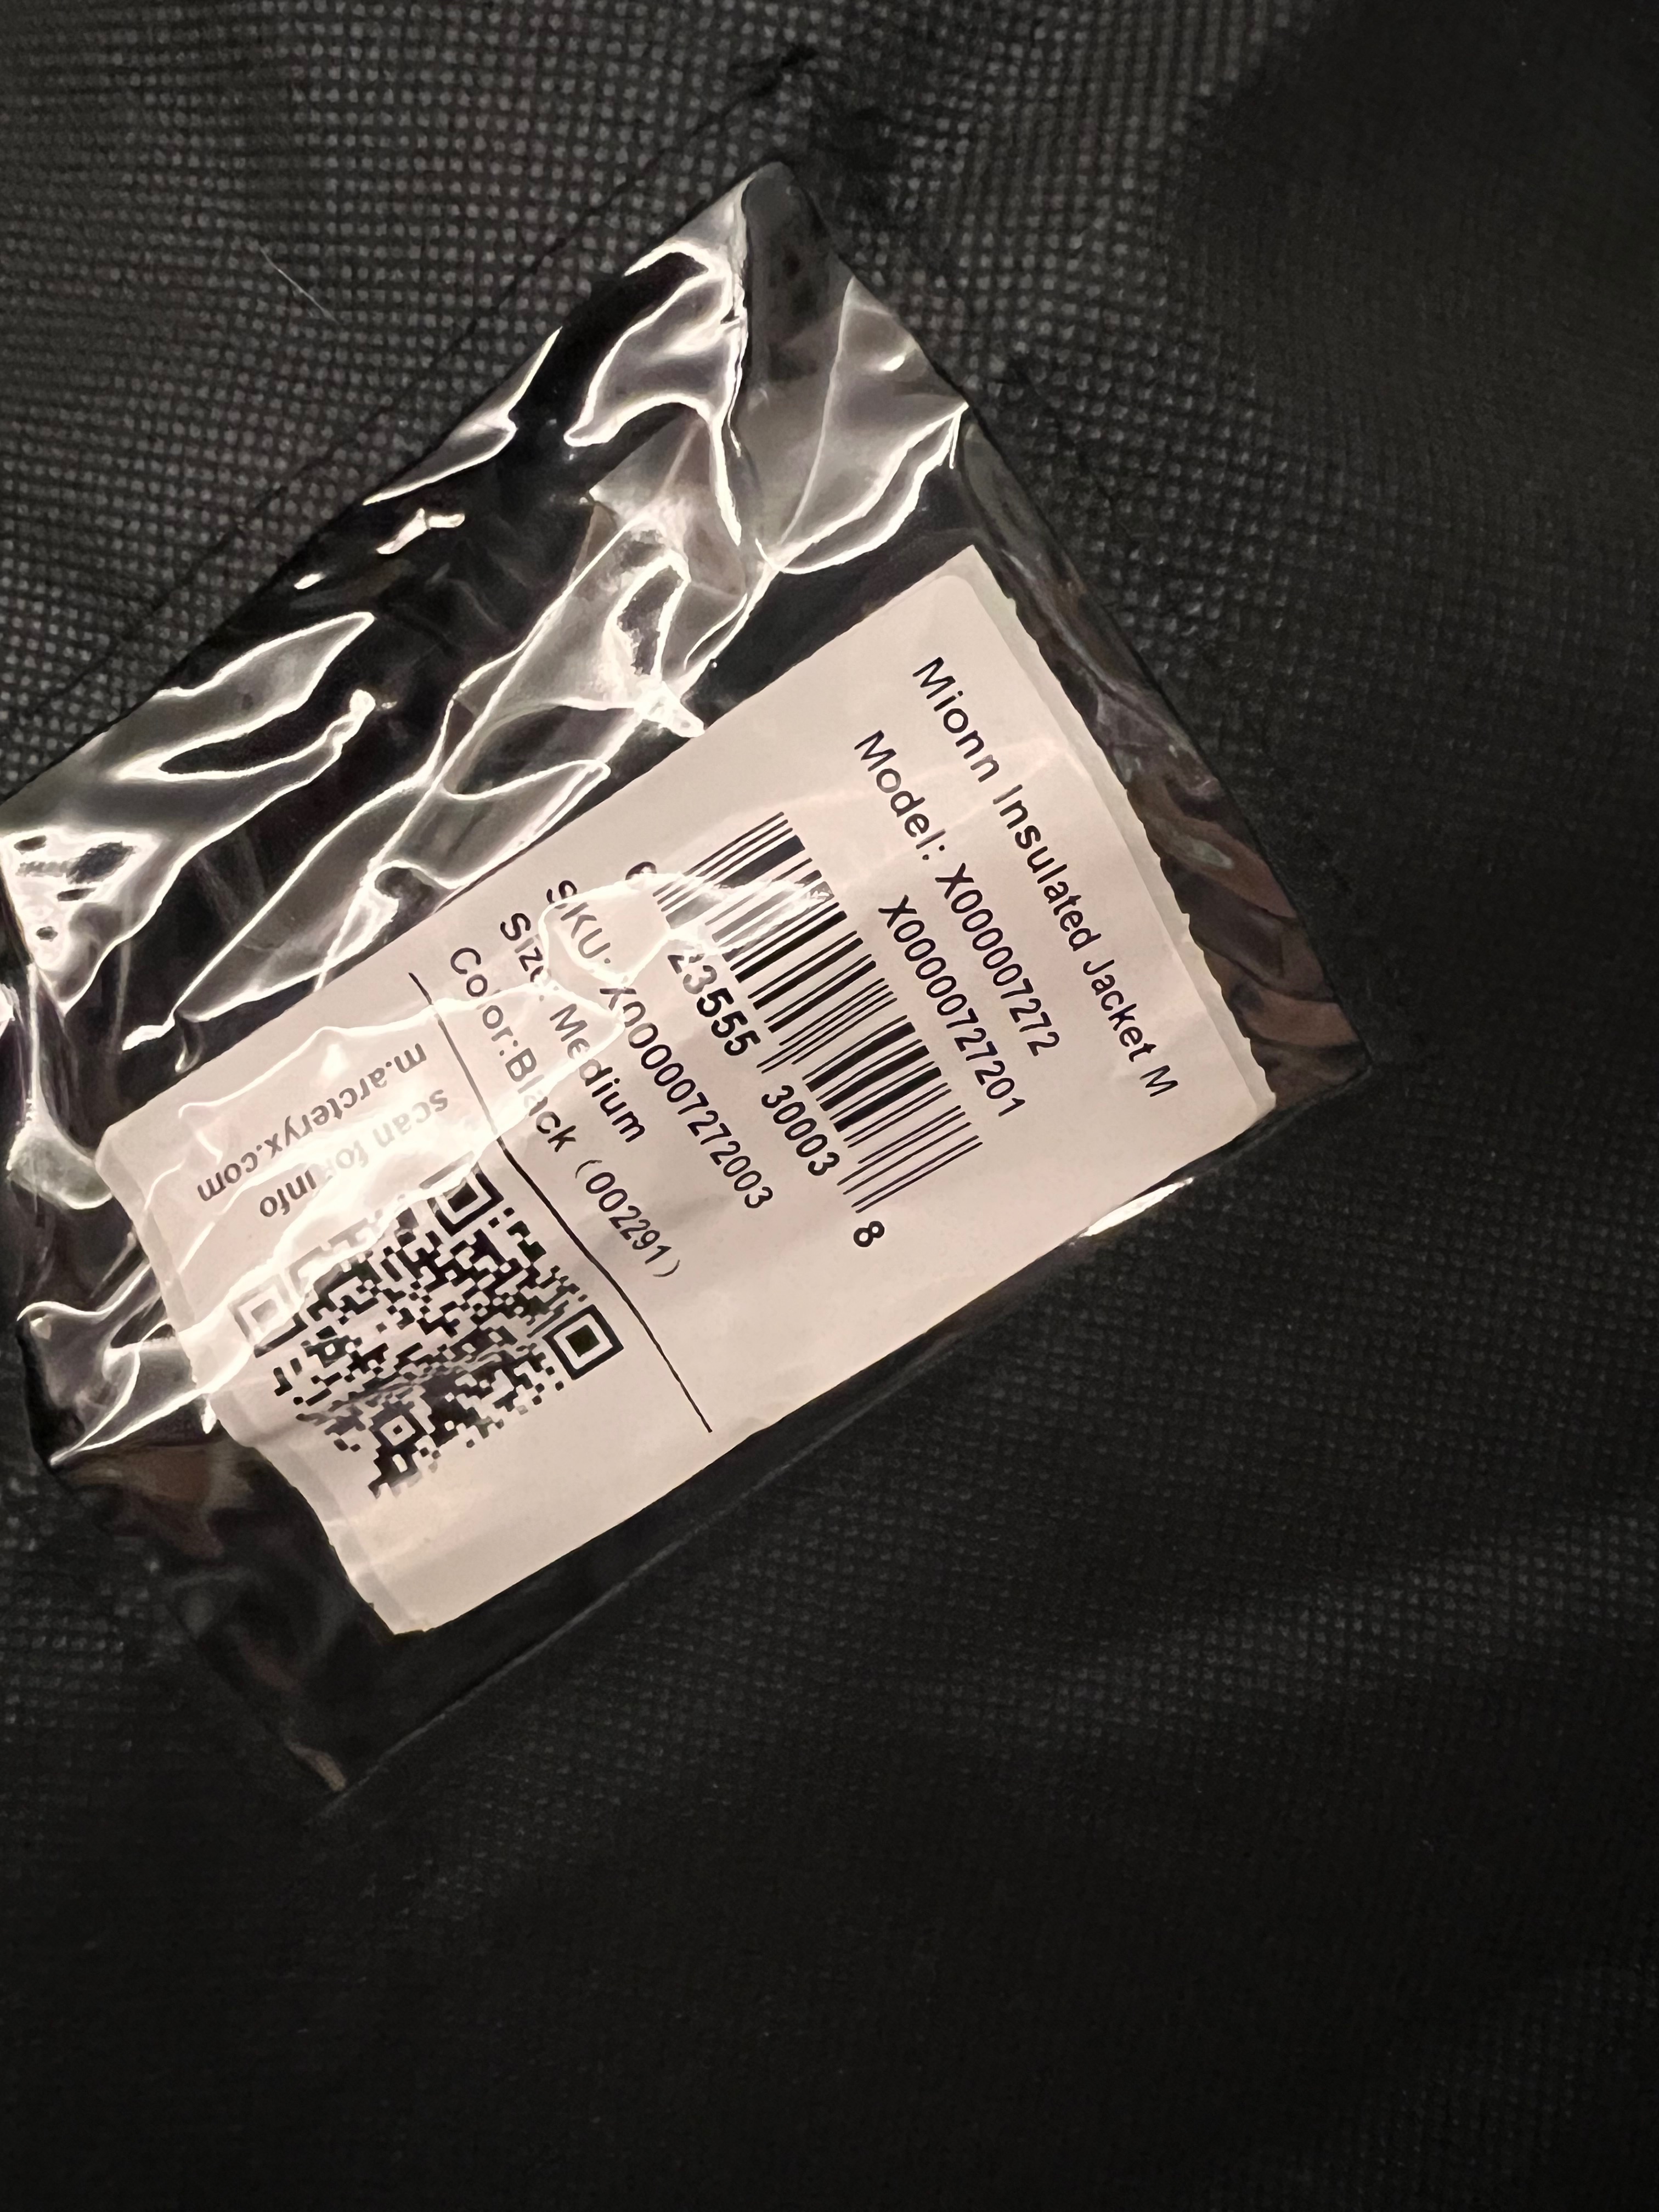 Mionn Insulated Jacket M
Model: X000007272
X00000727201
6 23555 30003 8
SKU: X000007272003
Size: Medium
Color:Black (002291)
scan for info
m.arcteryx.com